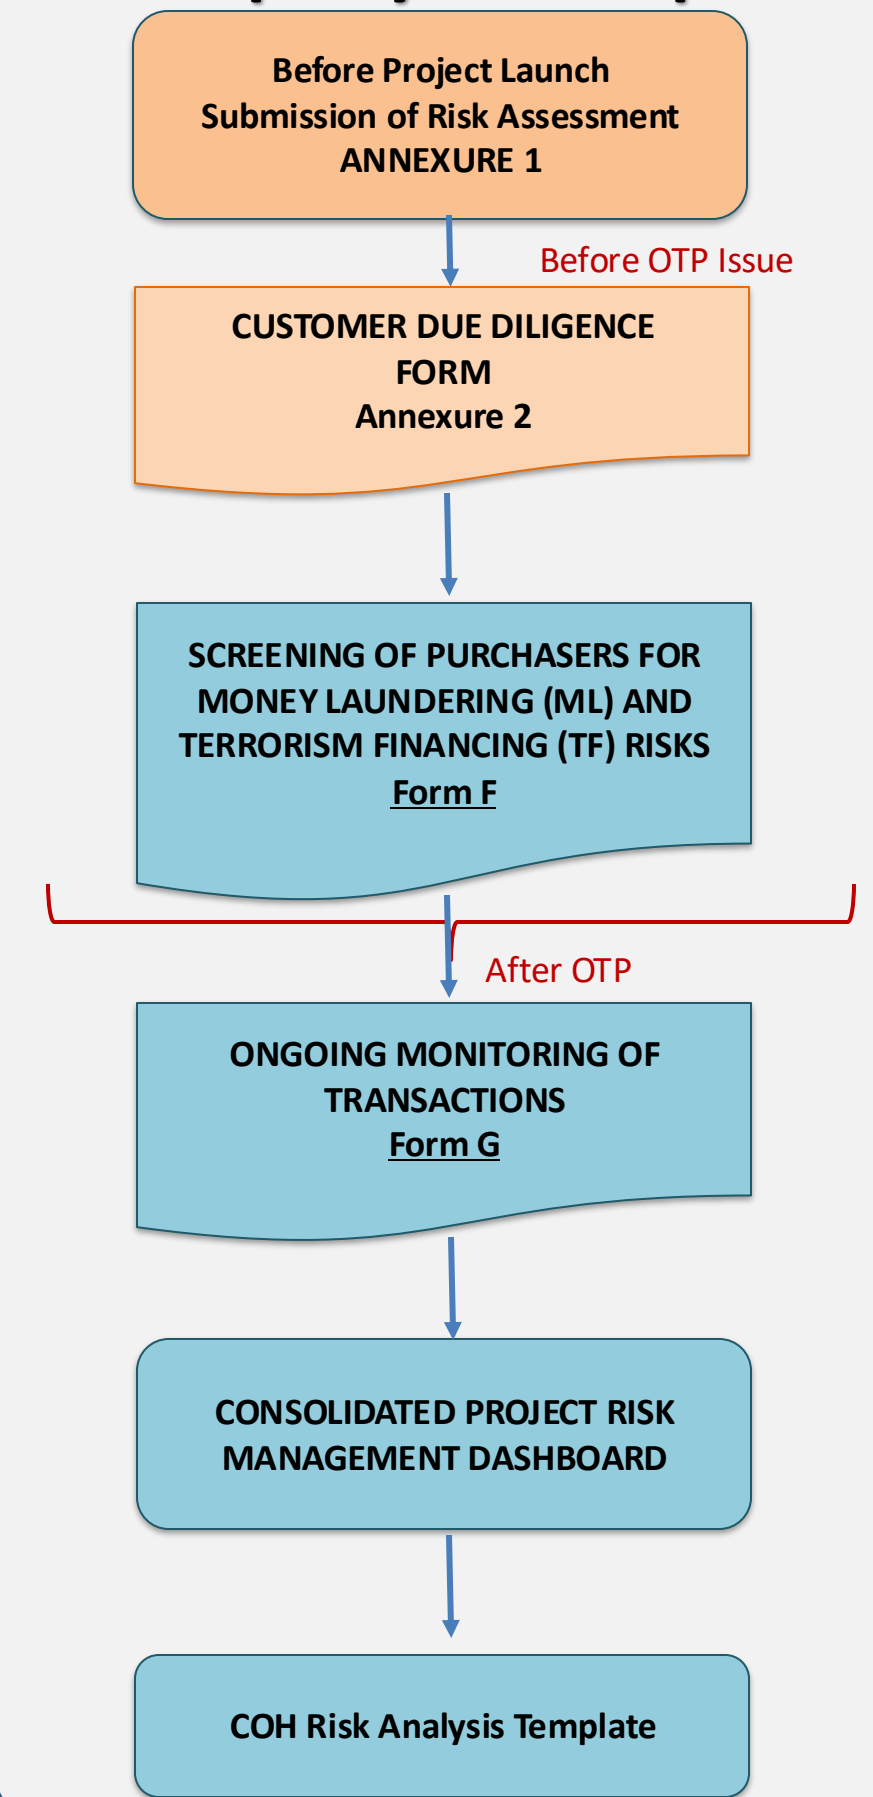 Before Project Launch
Submission of Risk Assessment
ANNEXURE 1
Before OTP Issue
CUSTOMER DUE DILIGENCE
FORM
Annexure 2
SCREENING OF PURCHASERS FOR
MONEY LAUNDERING (ML) AND
TERRORISM FINANCING (TF) RISKS
Form F
After OTP
ONGOING MONITORING OF
TRANSACTIONS
Form G
CONSOLIDATED PROJECT RISK
MANAGEMENT DASHBOARD
COH Risk Analysis Template